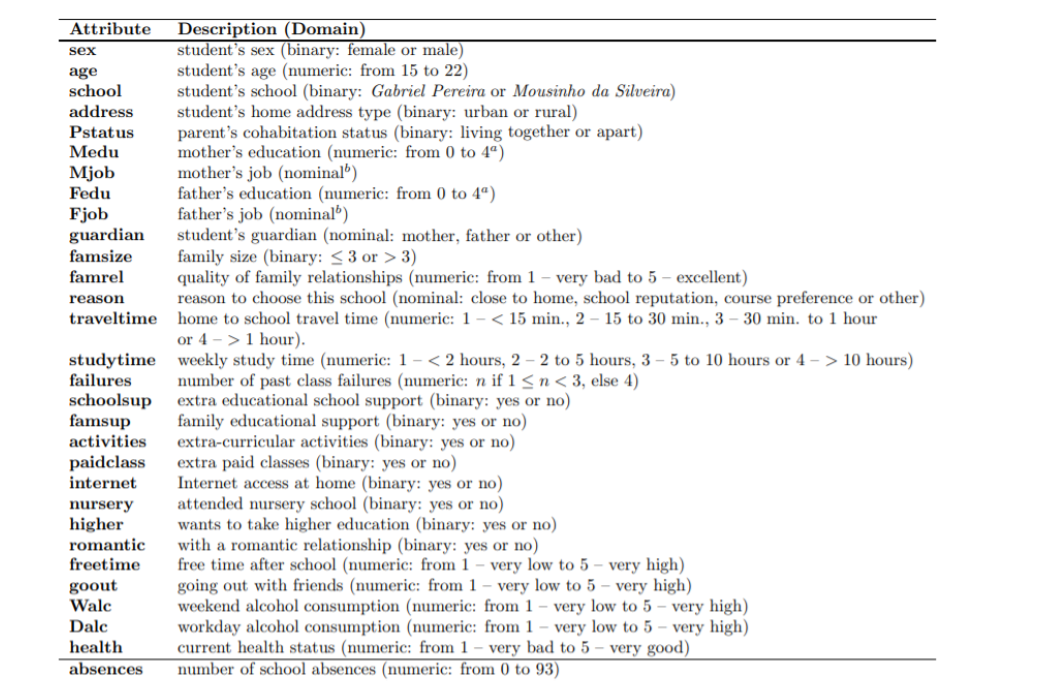 Attribute Description (Domain)
sex student's sex (binary: female or male)
age student's age (numeric: from 15 to 22)
school student's school (binary: Gabriel Pereira or Mousinho da Silveira)
address student's home address type (binary: urban or rural)
Pstatus parent's cohabitation status (binary: living together or apart)
Medu mother's education (numeric: from 0 to 4ᵃ)
Mjob mother's job (nominalᵇ)
Fedu father's education (numeric: from 0 to 4ᵃ)
Fjob father's job (nominalᵇ)
guardian student's guardian (nominal: mother, father or other)
famsize family size (binary: ≤ 3 or > 3)
famrel quality of family relationships (numeric: from 1 – very bad to 5 – excellent)
reason reason to choose this school (nominal: close to home, school reputation, course preference or other)
traveltime home to school travel time (numeric: 1 – < 15 min., 2 – 15 to 30 min., 3 – 30 min. to 1 hour
or 4 – > 1 hour).
studytime weekly study time (numeric: 1 – < 2 hours, 2 – 2 to 5 hours, 3 – 5 to 10 hours or 4 – > 10 hours)
failures number of past class failures (numeric: n if 1 ≤ n < 3, else 4)
schoolsup extra educational school support (binary: yes or no)
famsup family educational support (binary: yes or no)
activities extra-curricular activities (binary: yes or no)
paidclass extra paid classes (binary: yes or no)
internet Internet access at home (binary: yes or no)
nursery attended nursery school (binary: yes or no)
higher wants to take higher education (binary: yes or no)
romantic with a romantic relationship (binary: yes or no)
freetime free time after school (numeric: from 1 – very low to 5 – very high)
goout going out with friends (numeric: from 1 – very low to 5 – very high)
Walc weekend alcohol consumption (numeric: from 1 – very low to 5 – very high)
Dalc workday alcohol consumption (numeric: from 1 – very low to 5 – very high)
health current health status (numeric: from 1 – very bad to 5 – very good)
absences number of school absences (numeric: from 0 to 93)